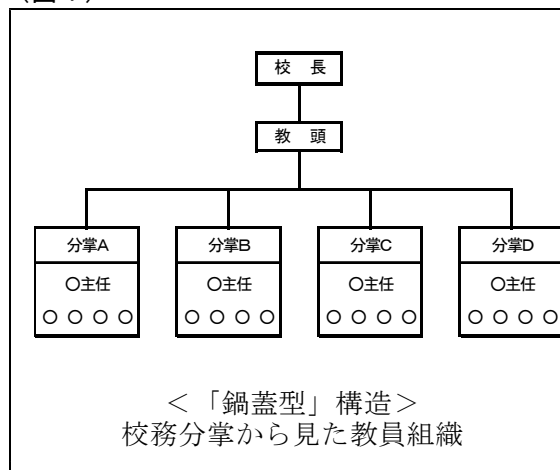 校 長
教 頭
分掌A 分掌B 分掌C 分掌D
○主任 ○主任 ○主任 ○主任
○ ○ ○ ○ ○ ○ ○ ○ ○ ○ ○ ○ ○ ○ ○ ○
＜「鍋蓋型」構造＞
校務分掌から見た教員組織